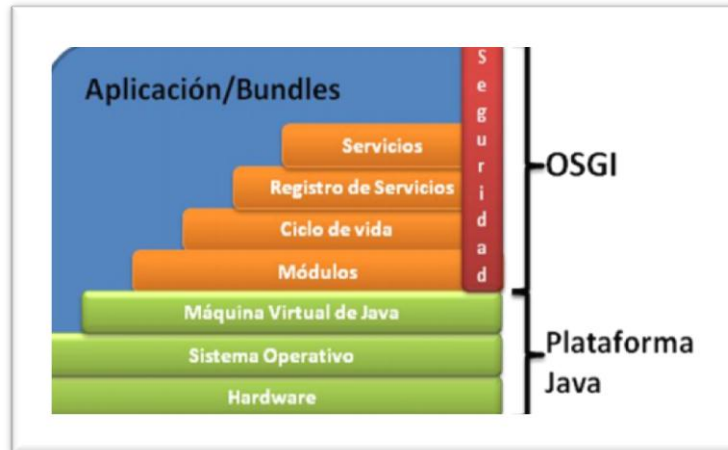 Aplicación/Bundles
Seguridad
Servicios
Registro de Servicios
Ciclo de vida
Módulos
Máquina Virtual de Java
Sistema Operativo
Hardware
OSGI
Plataforma
Java